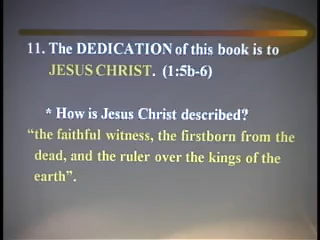 11. The DEDICATION of this book is to
JESUS CHRIST. (1:5b-6)
* How is Jesus Christ described?
“the faithful witness, the firstborn from the
dead, and the ruler over the kings of the
earth”.